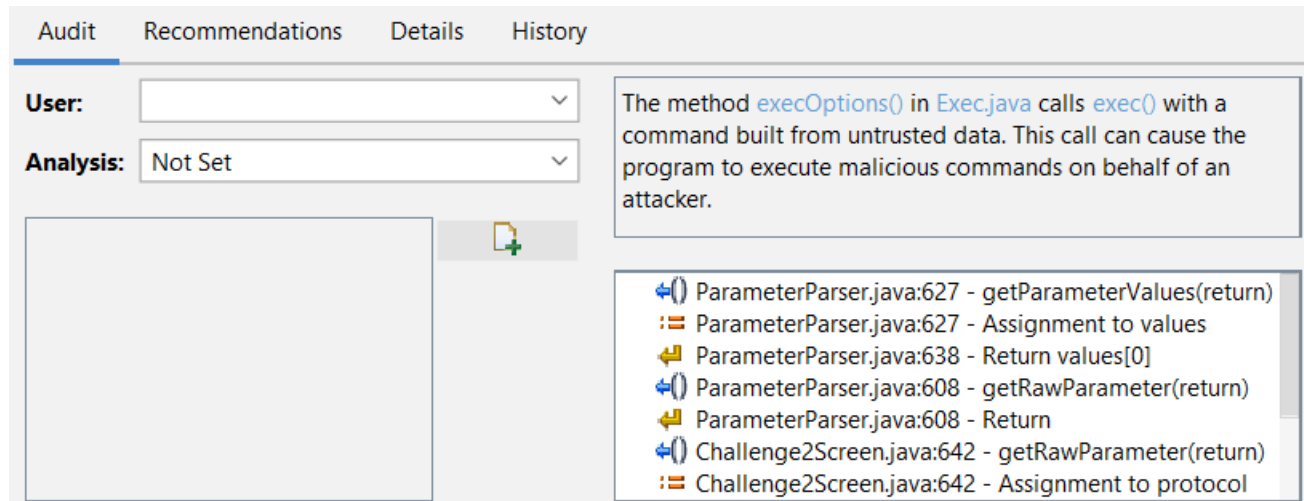 Audit Recommendations Details History
User:
Analysis: Not Set
The method execOptions() in Exec.java calls exec() with a
command built from untrusted data. This call can cause the
program to execute malicious commands on behalf of an
attacker.
ParameterParser.java:627 - getParameterValues(return)
ParameterParser.java:627 - Assignment to values
ParameterParser.java:638 - Return values[0]
ParameterParser.java:608 - getRawParameter(return)
ParameterParser.java:608 - Return
Challenge2Screen.java:642 - getRawParameter(return)
Challenge2Screen.java:642 - Assignment to protocol